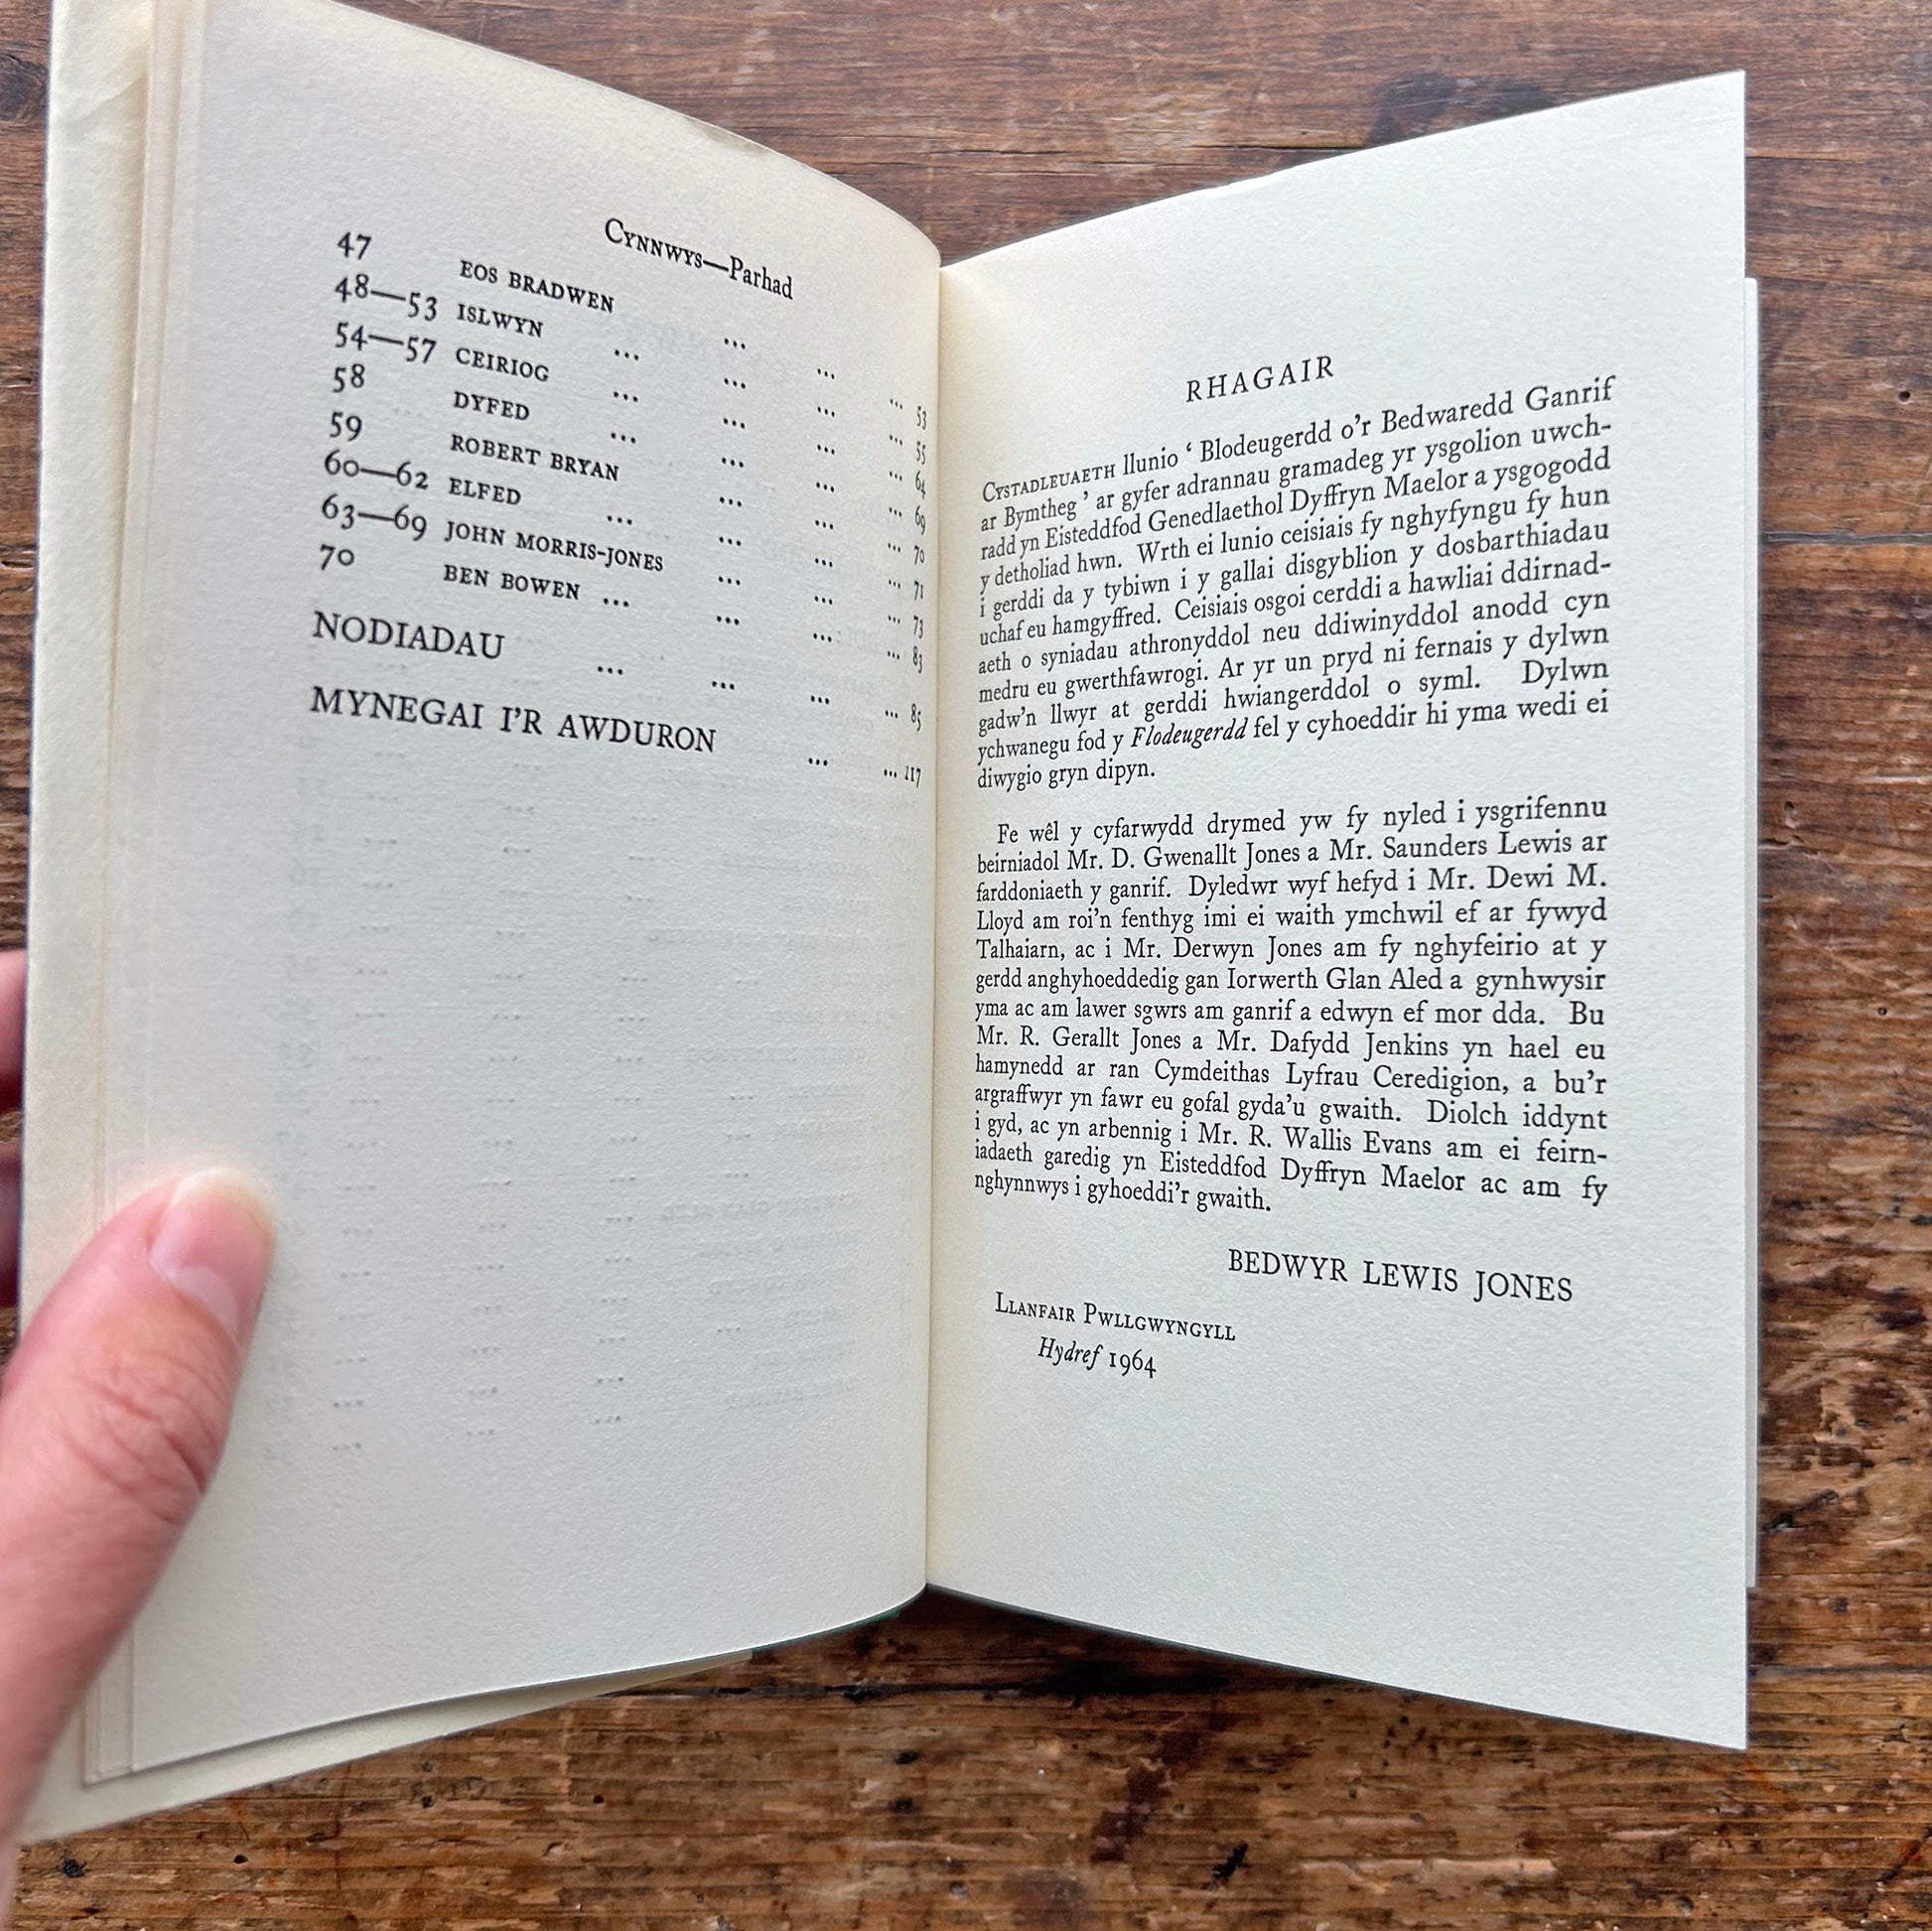 Cynnwys—Parhad
47 EOS BRADWEN ... ... ... 53
48—53 ISLWYN ... ... ... ... 55
54—57 CEIRIOG ... ... ... ... 64
58 DYFED ... ... ... ... 69
59 ROBERT BRYAN ... ... ... 70
60—62 ELFED ... ... ... ... 71
63—69 JOHN MORRIS-JONES ... ... ... 73
70 BEN BOWEN ... ... ... ... 83
NODIADAU ... ... ... ... 85
MYNEGAI I'R AWDURON ... ... 117
RHAGAIR
Cystadleuaeth llunio ‘ Blodeugerdd o'r Bedwaredd Ganrif
ar Bymtheg ’ ar gyfer adrannau gramadeg yr ysgolion uwch-
radd yn Eisteddfod Genedlaethol Dyffryn Maelor a ysgogodd
y detholiad hwn. Wrth ei lunio ceisiais fy nghyfyngu fy hun
i gerddi da y tybiwn i y gallai disgyblion y dosbarthiadau
uchaf eu hamgyffred. Ceisiais osgoi cerddi a hawliai ddirnad-
aeth o syniadau athronyddol neu ddiwinyddol anodd cyn
medru eu gwerthfawrogi. Ar yr un pryd ni fernais y dylwn
gadw'n llwyr at gerddi hwiangerddol o syml. Dylwn
ychwanegu fod y Flodeugerdd fel y cyhoeddir hi yma wedi ei
diwygio gryn dipyn.
Fe wêl y cyfarwydd drymed yw fy nyled i ysgrifennu
beirniadol Mr. D. Gwenallt Jones a Mr. Saunders Lewis ar
farddoniaeth y ganrif. Dyledwr wyf hefyd i Mr. Dewi M.
Lloyd am roi'n fenthyg imi ei waith ymchwil ef ar fywyd
Talhaiarn, ac i Mr. Derwyn Jones am fy nghyfeirio at y
gerdd anghyhoeddedig gan Iorwerth Glan Aled a gynhwysir
yma ac am lawer sgwrs am ganrif a edwyn ef mor dda. Bu
Mr. R. Gerallt Jones a Mr. Dafydd Jenkins yn hael eu
hamynedd ar ran Cymdeithas Lyfrau Ceredigion, a bu'r
argraffwyr yn fawr eu gofal gyda'u gwaith. Diolch iddynt
i gyd, ac yn arbennig i Mr. R. Wallis Evans am ei feirn-
iadaeth garedig yn Eisteddfod Dyffryn Maelor ac am fy
nghynnwys i gyhoeddi'r gwaith.
BEDWYR LEWIS JONES
Llanfair Pwllgwyngyll
Hydref 1964